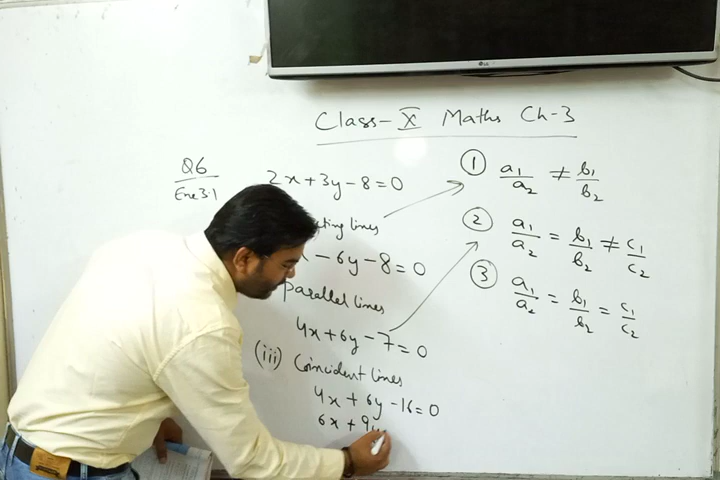 LG
Class-X Maths Ch-3
Q6
Exe 3.1
2x+3y-8=0
lines
-6y-8=0
Parallel lines
4x+6y-7=0
(iii) Coincident lines
4x+6y-16=0
6x+9y
① a₁/a₂ ≠ b₁/b₂
② a₁/a₂ = b₁/b₂ ≠ c₁/c₂
③ a₁/a₂ = b₁/b₂ = c₁/c₂